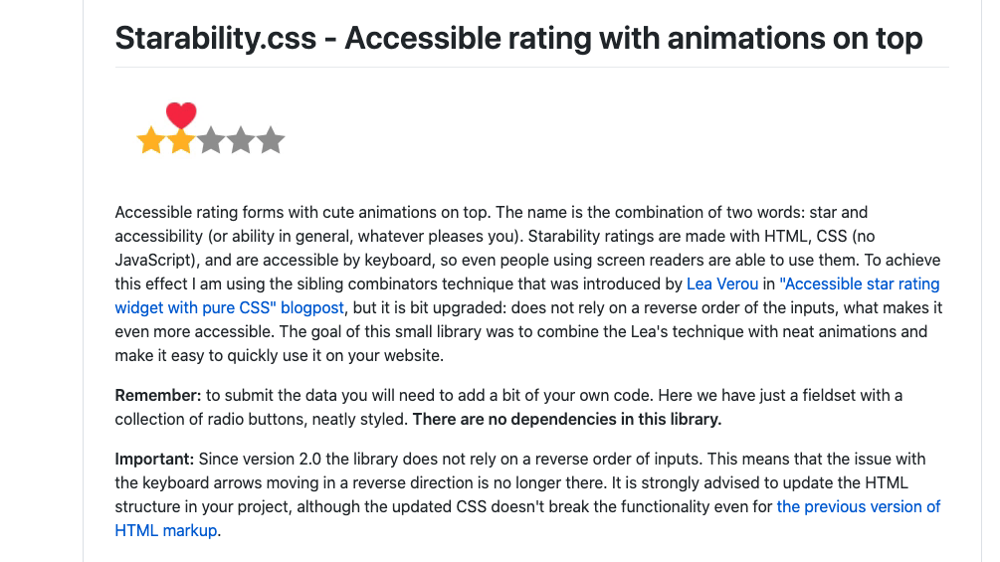 Starability.css - Accessible rating with animations on top
Accessible rating forms with cute animations on top. The name is the combination of two words: star and
accessibility (or ability in general, whatever pleases you). Starability ratings are made with HTML, CSS (no
JavaScript), and are accessible by keyboard, so even people using screen readers are able to use them. To achieve
this effect I am using the sibling combinators technique that was introduced by Lea Verou in "Accessible star rating
widget with pure CSS" blogpost, but it is bit upgraded: does not rely on a reverse order of the inputs, what makes it
even more accessible. The goal of this small library was to combine the Lea's technique with neat animations and
make it easy to quickly use it on your website.
Remember: to submit the data you will need to add a bit of your own code. Here we have just a fieldset with a
collection of radio buttons, neatly styled. There are no dependencies in this library.
Important: Since version 2.0 the library does not rely on a reverse order of inputs. This means that the issue with
the keyboard arrows moving in a reverse direction is no longer there. It is strongly advised to update the HTML
structure in your project, although the updated CSS doesn't break the functionality even for the previous version of
HTML markup.